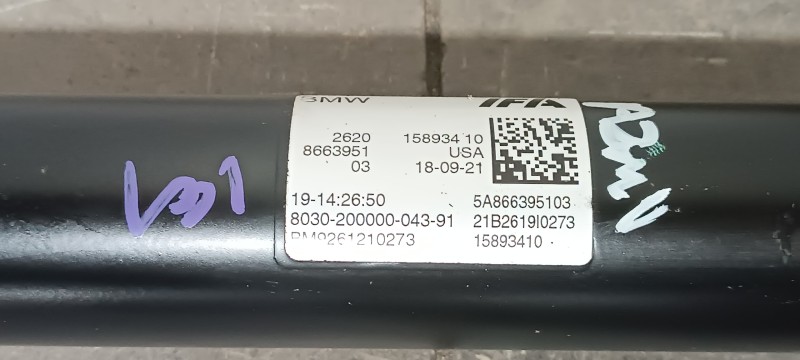 BMW IFA
2620 15893410
8663951 USA
03 18-09-21
19-14:26:50 5A866395103
8030-200000-043-91 21B2619I0273
BM9261210273 15893410